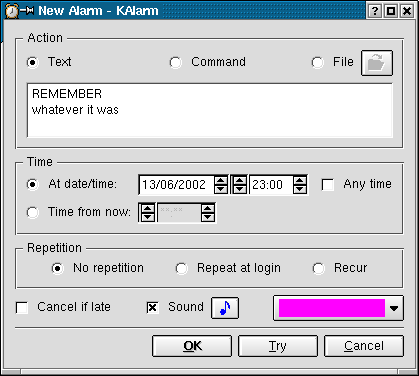 New Alarm - KAlarm
Action
Text Command File
REMEMBER
whatever it was
Time
At date/time: 13/06/2002 23:00 Any time
Time from now: **:**
Repetition
No repetition Repeat at login Recur
Cancel if late Sound
OK Try Cancel